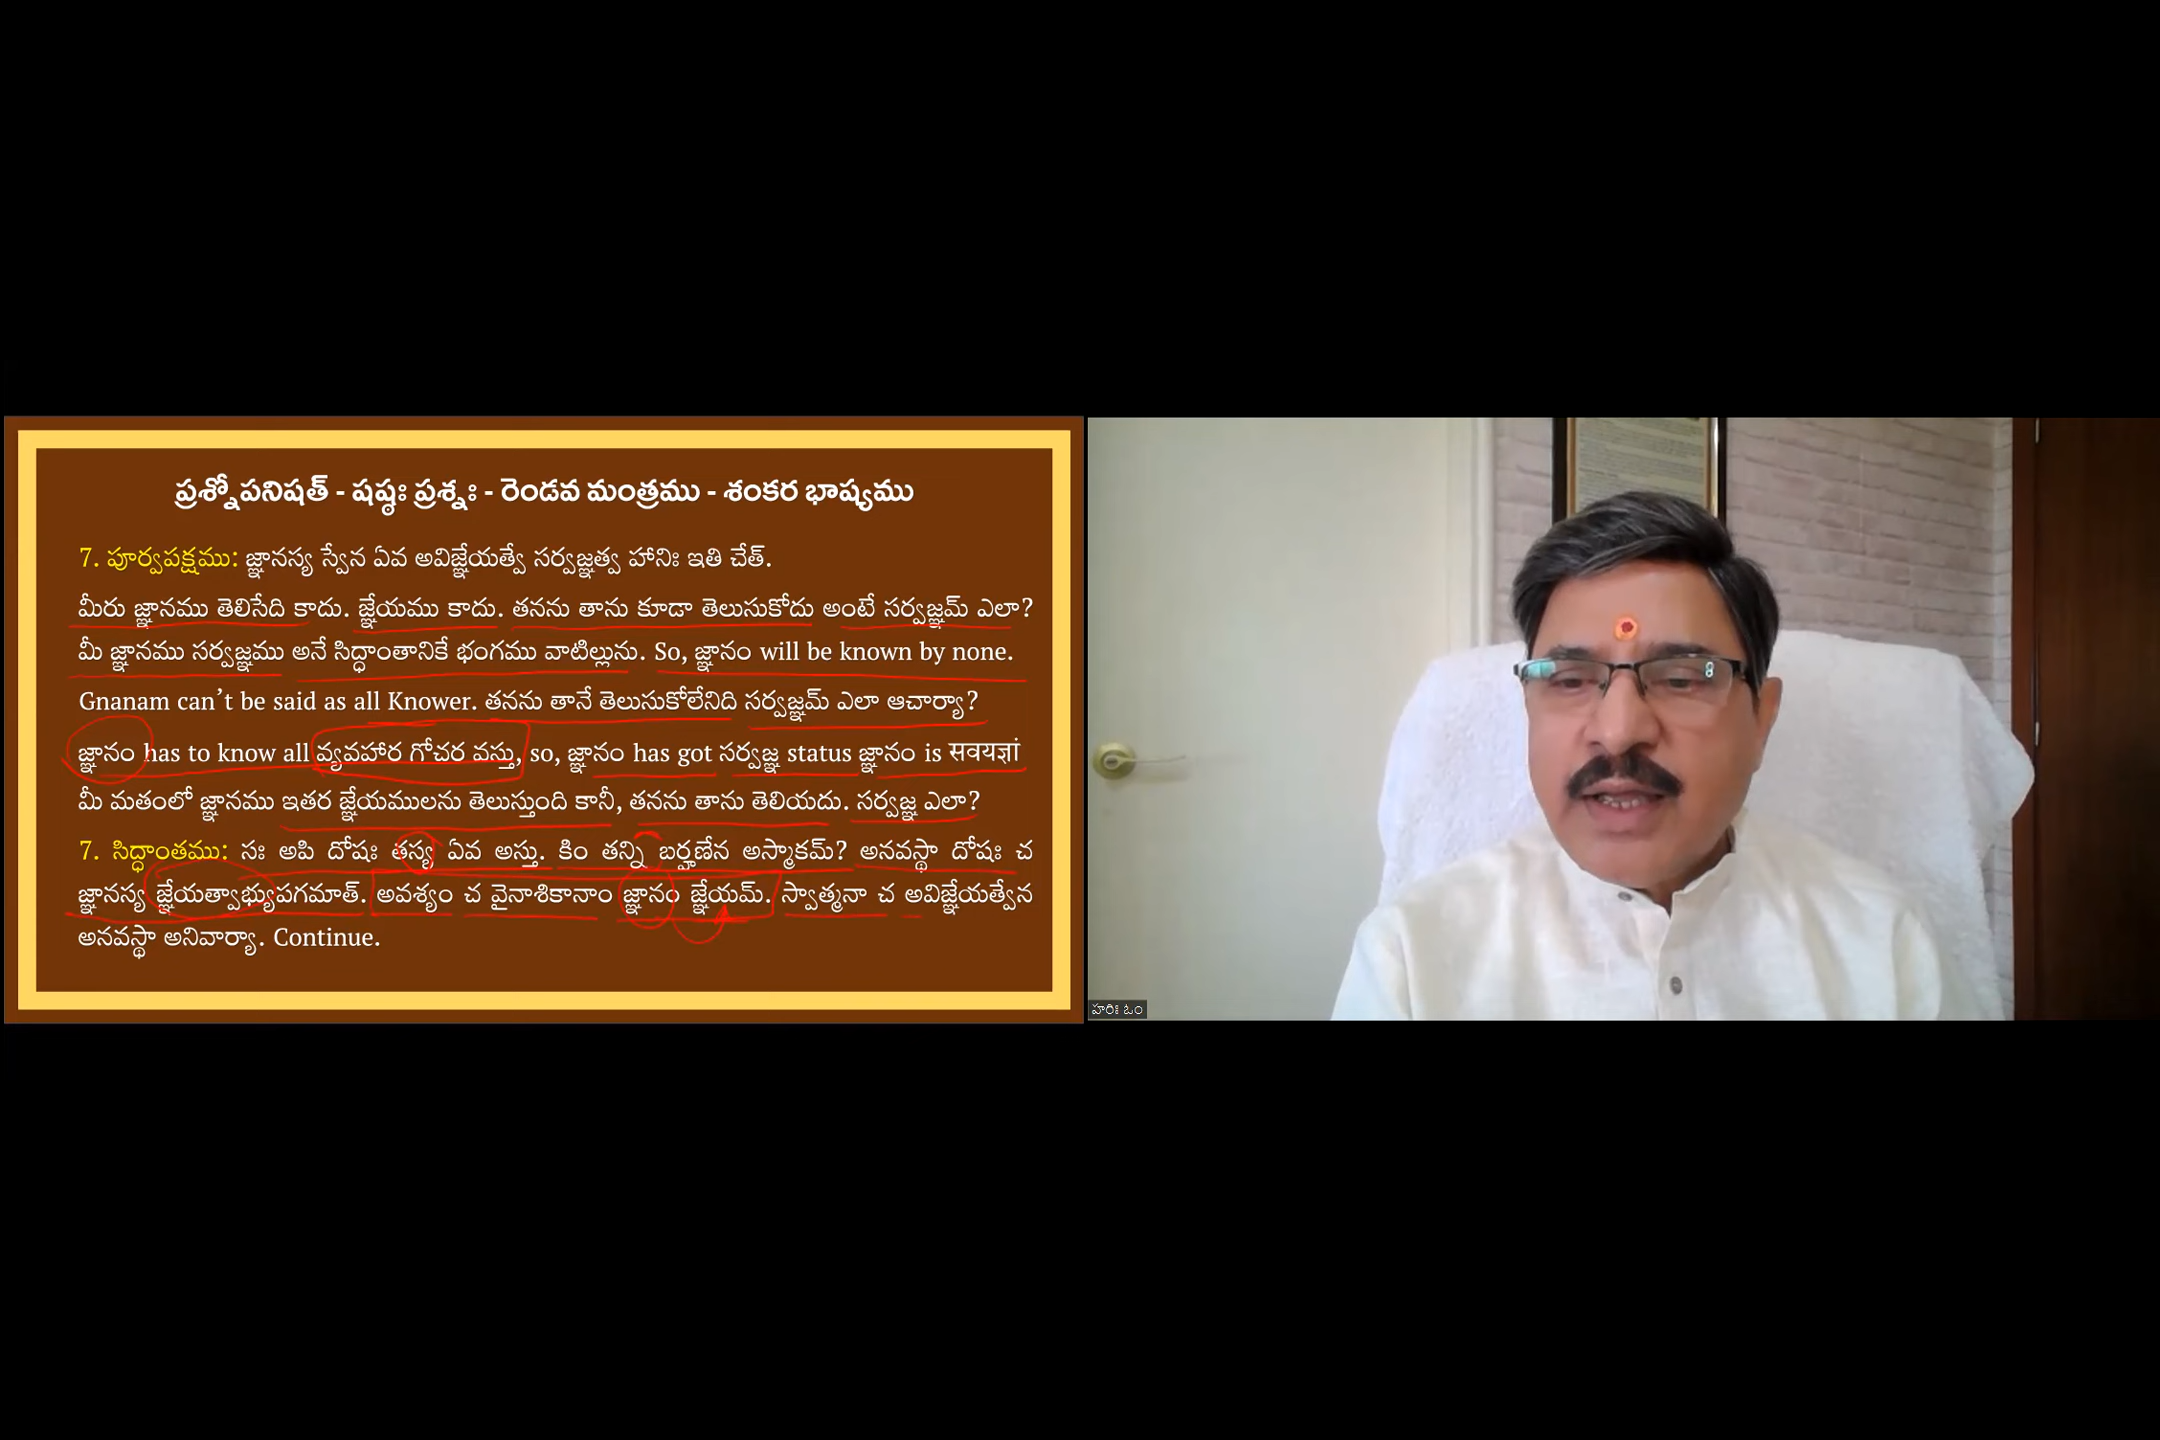 ప్రశ్నోపనిషత్ - షష్ఠః ప్రశ్నః - రెండవ మంత్రము - శంకర భాష్యము
7. పూర్వపక్షము: జ్ఞానస్య స్వేన ఏవ అవిజ్ఞేయత్వే సర్వజ్ఞత్వ హానిః ఇతి చేత్.
మీరు జ్ఞానము తెలిసేది కాదు. జ్ఞేయము కాదు. తనను తాను కూడా తెలుసుకోదు అంటే సర్వజ్ఞమ్ ఎలా?
మీ జ్ఞానము సర్వజ్ఞము అనే సిద్ధాంతానికే భంగము వాటిల్లును. So, జ్ఞానం will be known by none.
Gnanam can’t be said as all Knower. తనను తానే తెలుసుకోలేనిది సర్వజ్ఞమ్ ఎలా ఆచార్యా?
జ్ఞానం has to know all వ్యవహార గోచర వస్తు, so, జ్ఞానం has got సర్వజ్ఞ status జ్ఞానం is सवयज्ञां
మీ మతంలో జ్ఞానము ఇతర జ్ఞేయములను తెలుస్తుంది కానీ, తనను తాను తెలియదు. సర్వజ్ఞ ఎలా?
7. సిద్ధాంతము: సః అపి దోషః తస్య ఏవ అస్తు. కిం తన్ని బర్హణేన అస్మాకమ్? అనవస్థా దోషః చ
జ్ఞానస్య జ్ఞేయత్వాభ్యుపగమాత్. అవశ్యం చ వైనాశికానాం జ్ఞానం జ్ఞేయమ్. స్వాత్మనా చ అవిజ్ఞేయత్వేన
అనవస్థా అనివార్యా. Continue.
హరిః ఓం